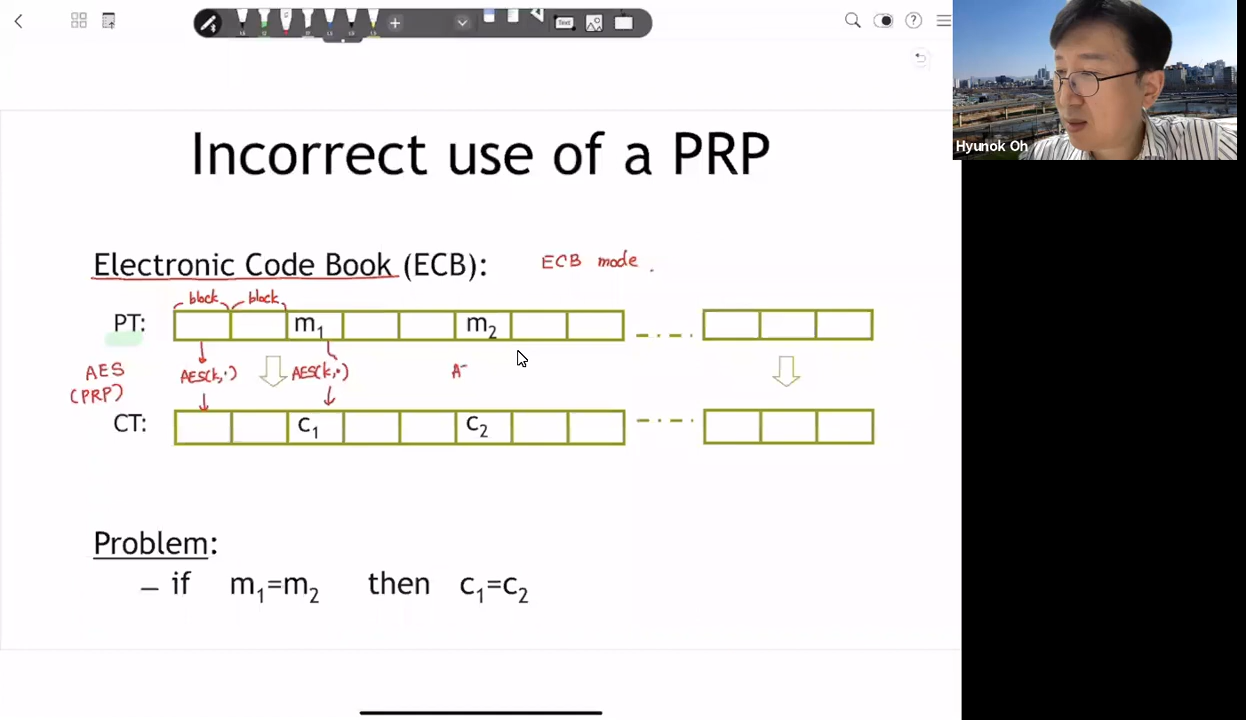 Hyunok Oh
Incorrect use of a PRP
Electronic Code Book (ECB): ECB mode .
block block
PT: m₁ m₂
AES (PRP) AES(k,·) AES(k,·) A
CT: c₁ c₂
Problem:
– if m₁=m₂ then c₁=c₂